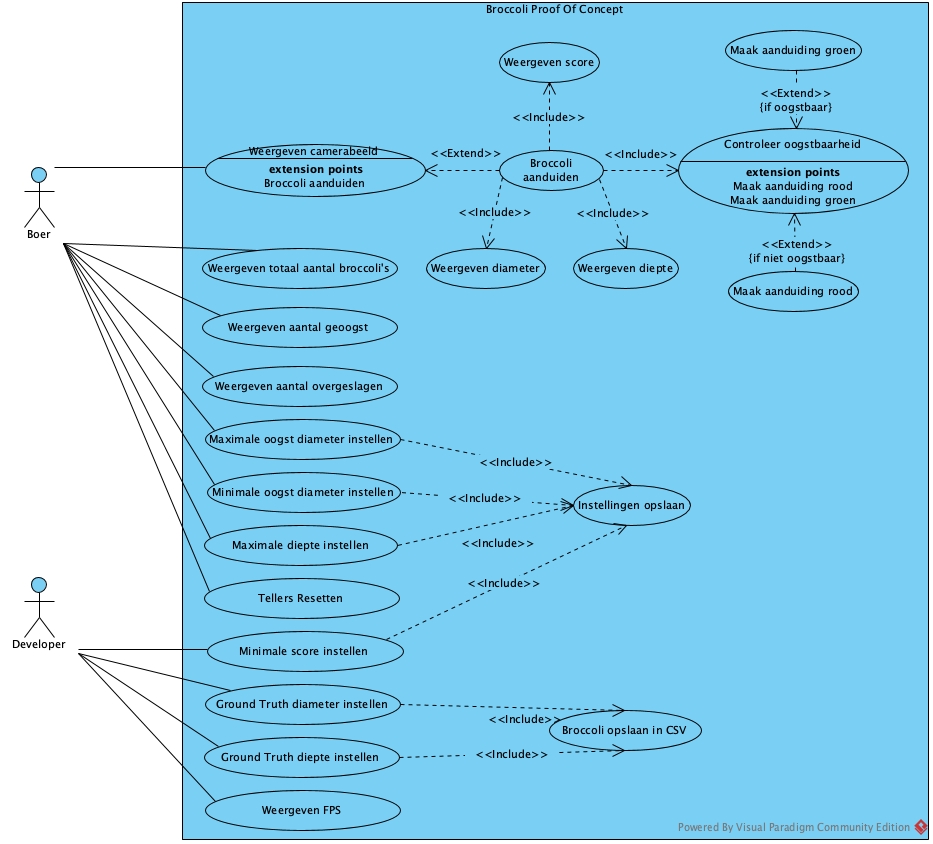 Broccoli Proof Of Concept
Weergeven score
Maak aanduiding groen
<<Extend>>
{if oogstbaar}
<<Include>>
Weergeven camerabeeld
extension points
Broccoli aanduiden
<<Extend>>
Broccoli
aanduiden
<<Include>>
Controleer oogstbaarheid
extension points
Maak aanduiding rood
Maak aanduiding groen
<<Include>>
<<Include>>
Boer
<<Extend>>
{if niet oogstbaar}
Weergeven totaal aantal broccoli's
Weergeven diameter
Weergeven diepte
Maak aanduiding rood
Weergeven aantal geoogst
Weergeven aantal overgeslagen
Maximale oogst diameter instellen
<<Include>>
Minimale oogst diameter instellen
<<Include>>
Instellingen opslaan
Maximale diepte instellen
<<Include>>
<<Include>>
Tellers Resetten
Developer
Minimale score instellen
Ground Truth diameter instellen
<<Include>>
Broccoli opslaan in CSV
Ground Truth diepte instellen
<<Include>>
Weergeven FPS
Powered By Visual Paradigm Community Edition